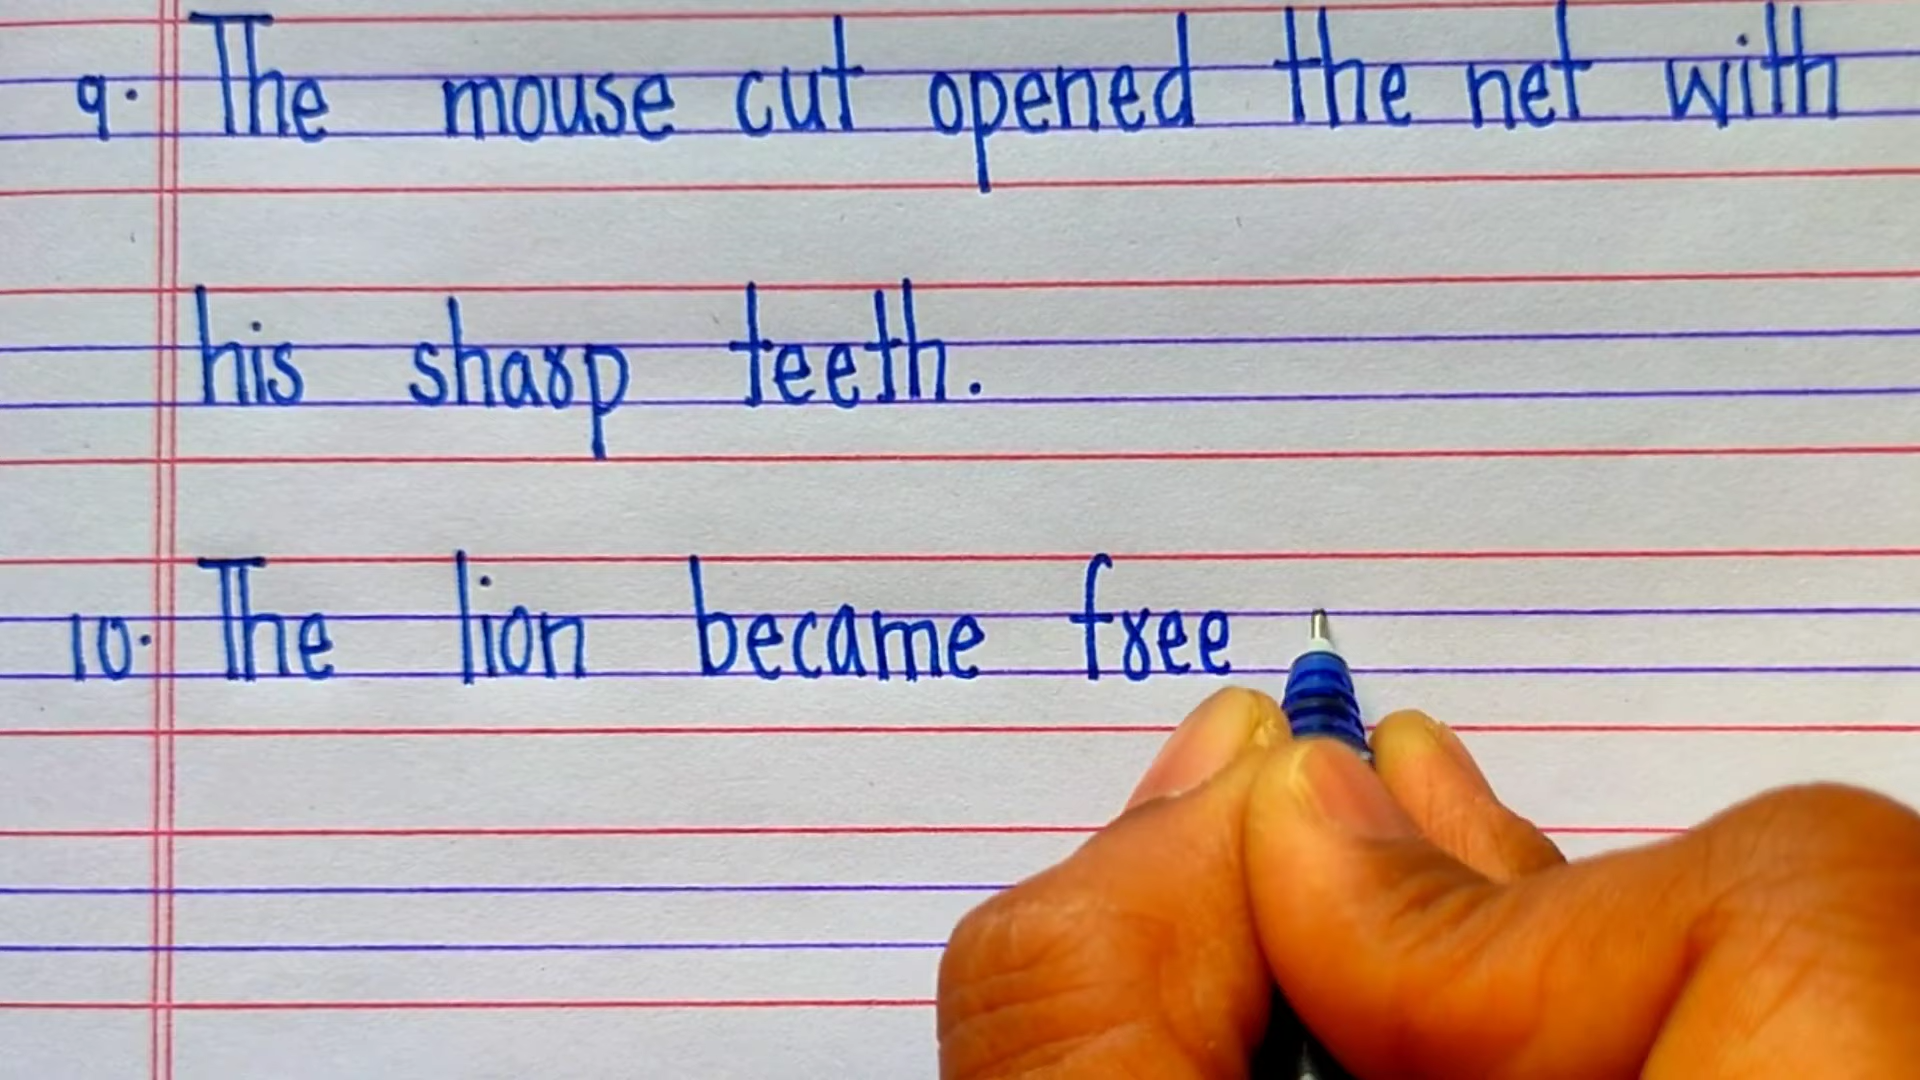 9. The mouse cut opened the net with
his sharp teeth.
10. The lion became free